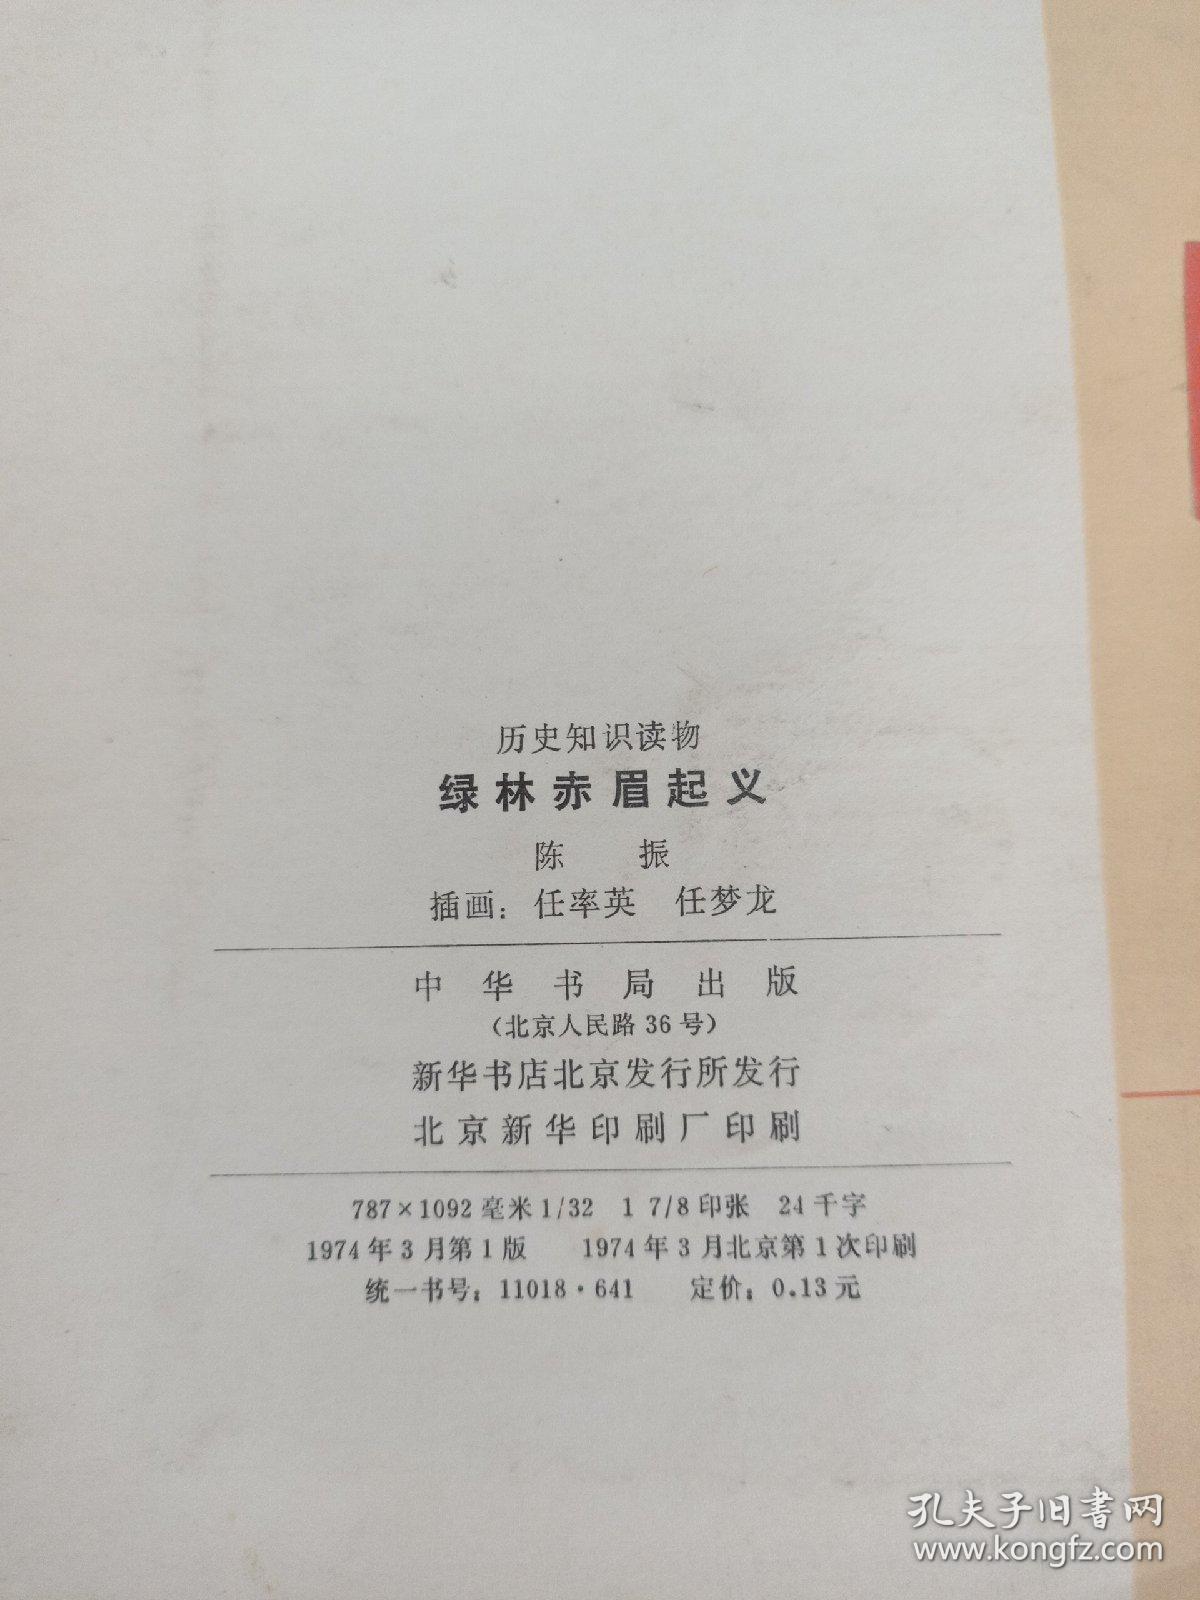 历史知识读物
绿林赤眉起义
陈 振
插画：任率英 任梦龙
中华书局出版
（北京人民路36号）
新华书店北京发行所发行
北京新华印刷厂印刷
787×1092毫米1/32 1 7/8印张 24千字
1974年3月第1版 1974年3月北京第1次印刷
统一书号：11018·641 定价：0.13元
孔夫子旧书网
www.kongfz.com